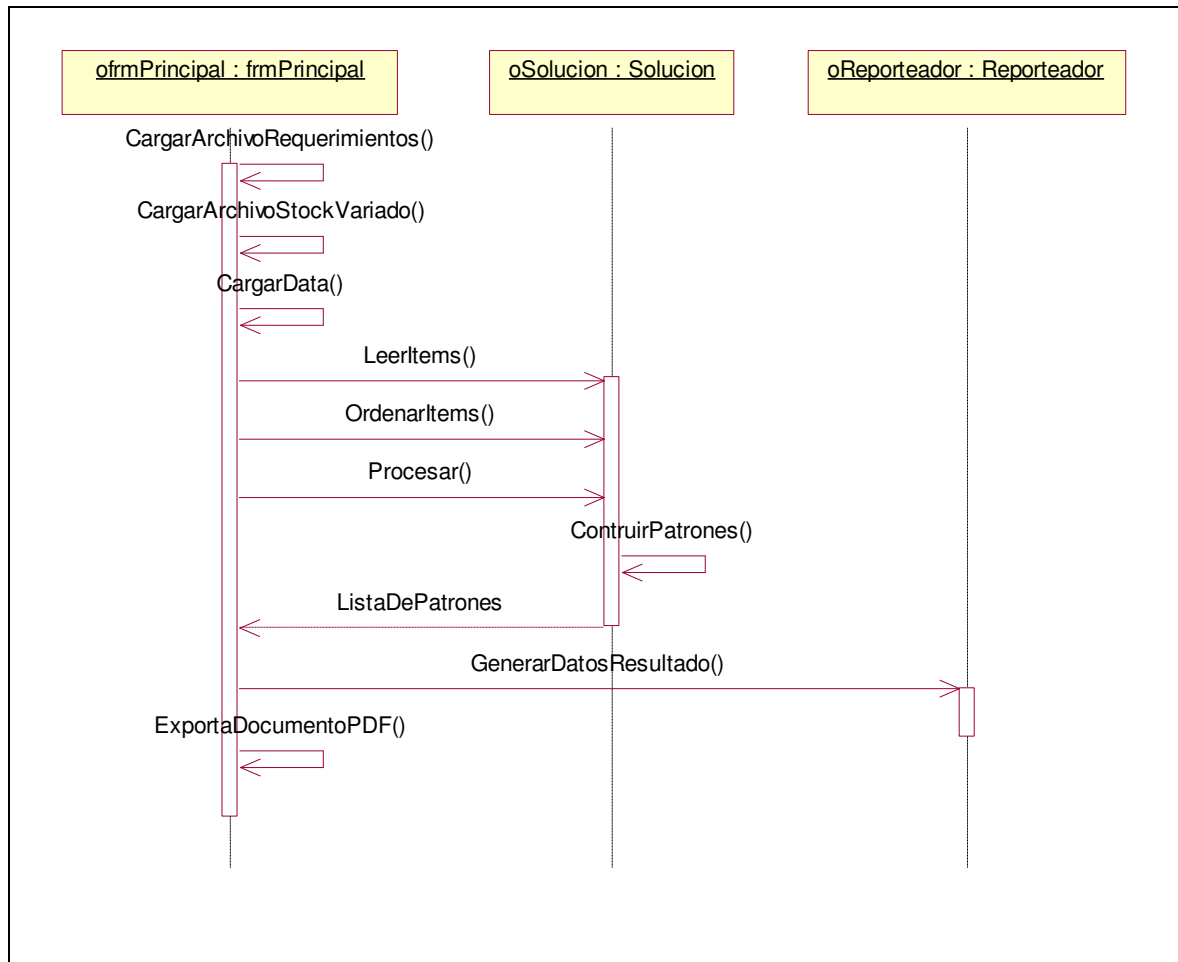 ofrmPrincipal : frmPrincipal
oSolucion : Solucion
oReporteador : Reporteador
CargarArchivoRequerimientos()
CargarArchivoStockVariado()
CargarData()
LeerItems()
OrdenarItems()
Procesar()
ContruirPatrones()
ListaDePatrones
GenerarDatosResultado()
ExportaDocumentoPDF()